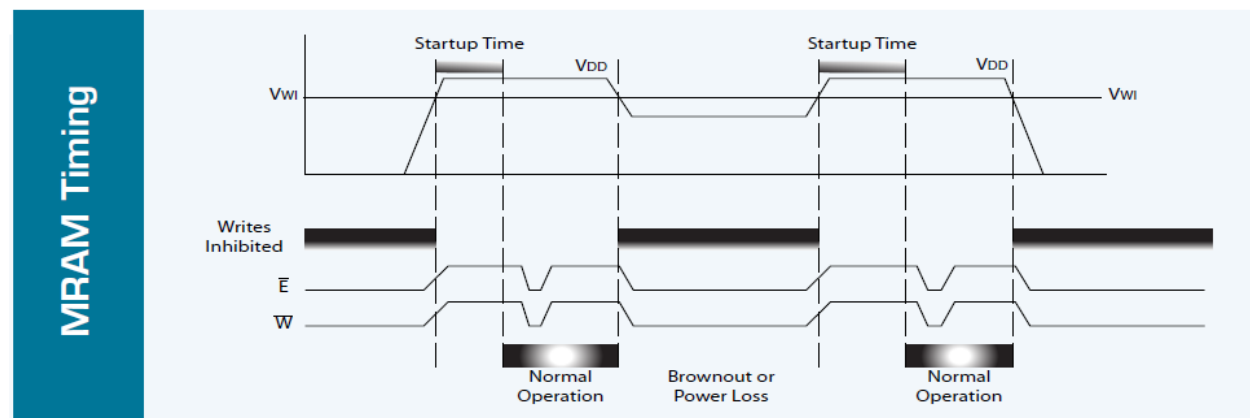 MRAM Timing
Startup Time
Startup Time
VDD
VDD
VWI
VWI
Writes
Inhibited
E̅
W̅
Normal
Operation
Brownout or
Power Loss
Normal
Operation